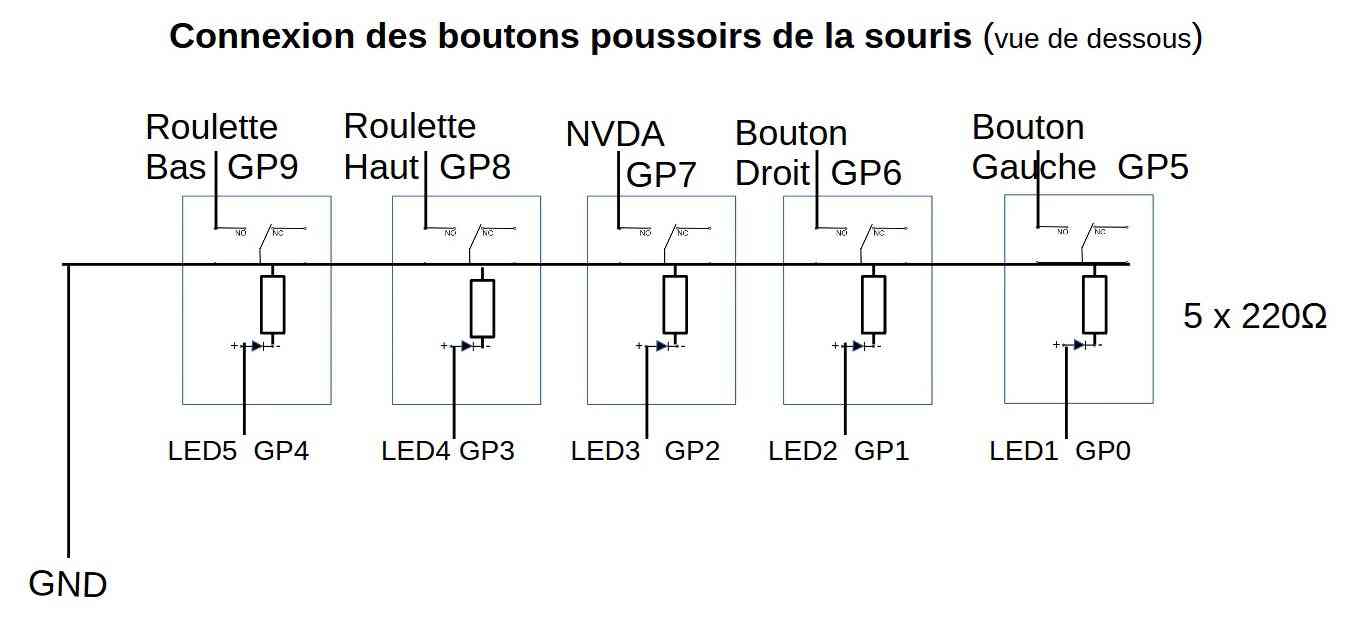 Connexion des boutons poussoirs de la souris (vue de dessous)
Roulette
Bas GP9
Roulette
Haut GP8
NVDA
GP7
Bouton
Droit GP6
Bouton
Gauche GP5
NO NC
NO NC
NO NC
NO NC
NO NC
5 x 220Ω
+ -
+ -
+ -
+ -
+ -
LED5 GP4
LED4 GP3
LED3 GP2
LED2 GP1
LED1 GP0
GND